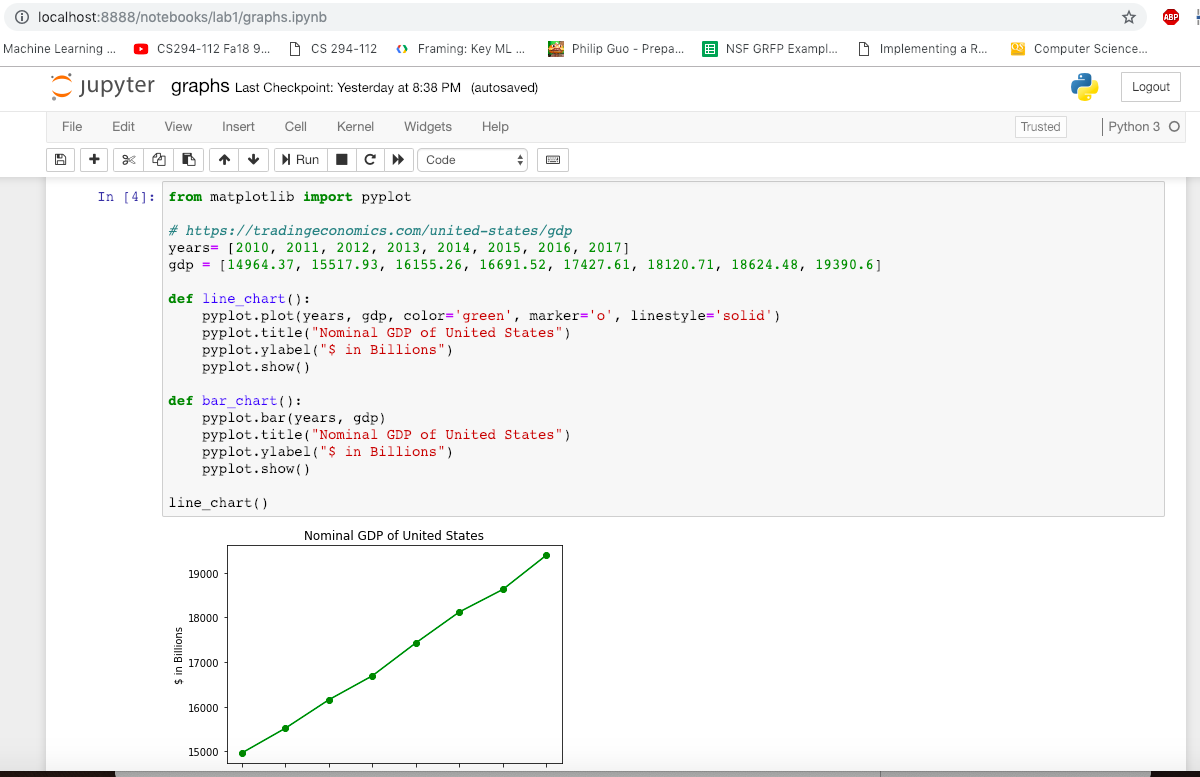 localhost:8888/notebooks/lab1/graphs.ipynb
ABP
Machine Learning ... CS294-112 Fa18 9... CS 294-112 Framing: Key ML ... Philip Guo - Prepa... NSF GRFP Exampl... Implementing a R... OS Computer Science...
jupyter graphs Last Checkpoint: Yesterday at 8:38 PM (autosaved) Logout
File Edit View Insert Cell Kernel Widgets Help Trusted Python 3
Run Code
In [4]: from matplotlib import pyplot
# https://tradingeconomics.com/united-states/gdp
years= [2010, 2011, 2012, 2013, 2014, 2015, 2016, 2017]
gdp = [14964.37, 15517.93, 16155.26, 16691.52, 17427.61, 18120.71, 18624.48, 19390.6]
def line_chart():
    pyplot.plot(years, gdp, color='green', marker='o', linestyle='solid')
    pyplot.title("Nominal GDP of United States")
    pyplot.ylabel("$ in Billions")
    pyplot.show()
def bar_chart():
    pyplot.bar(years, gdp)
    pyplot.title("Nominal GDP of United States")
    pyplot.ylabel("$ in Billions")
    pyplot.show()
line_chart()
Nominal GDP of United States
19000
18000
17000
16000
15000
$ in Billions